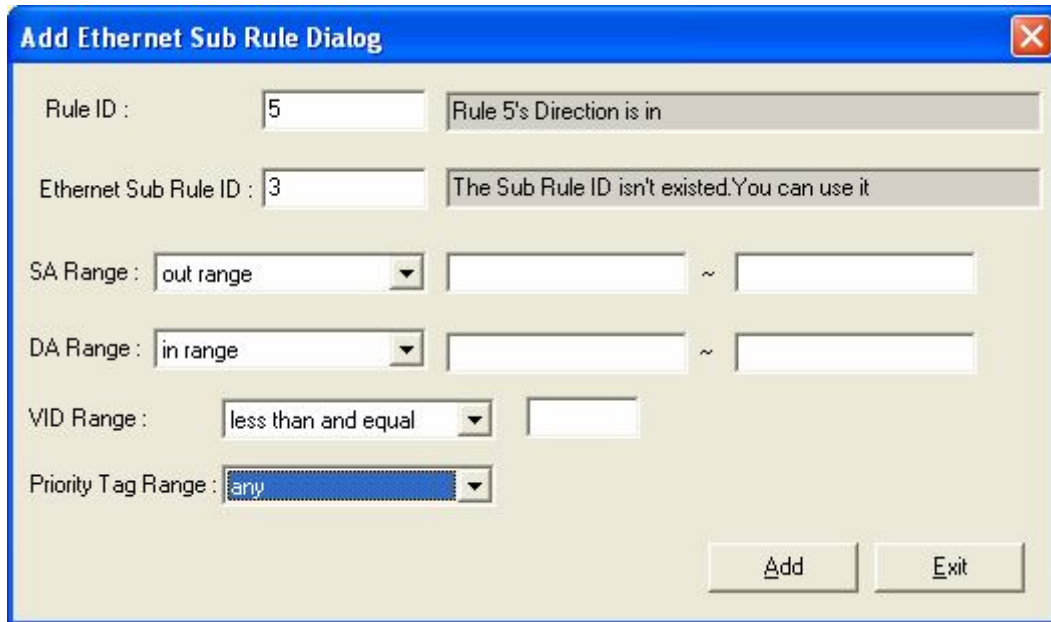 Add Ethernet Sub Rule Dialog
Rule ID : 5 Rule 5's Direction is in
Ethernet Sub Rule ID : 3 The Sub Rule ID isn't existed.You can use it
SA Range : out range ~
DA Range : in range ~
VID Range : less than and equal
Priority Tag Range : any
Add Exit